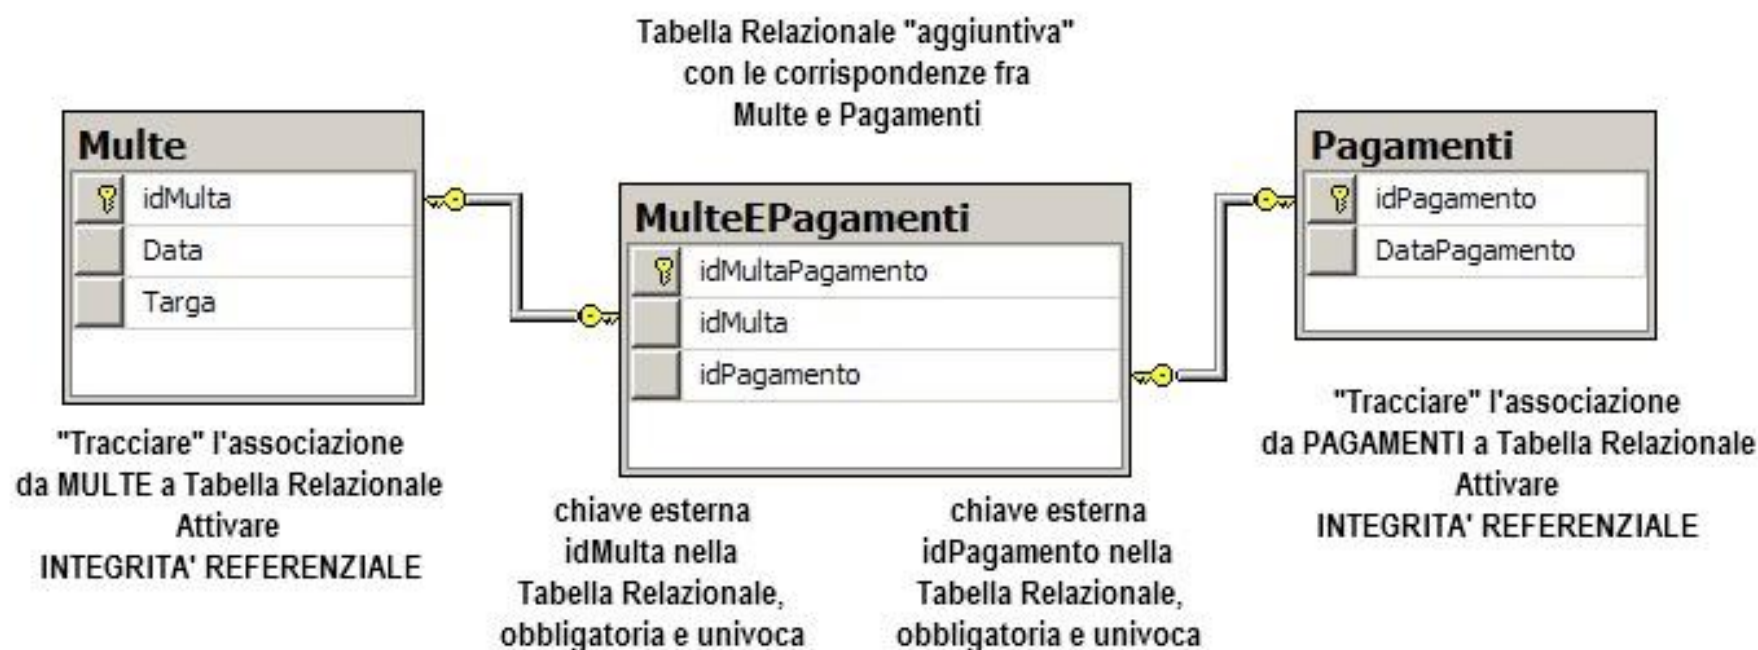 Tabella Relazionale "aggiuntiva"
con le corrispondenze fra
Multe e Pagamenti
Multe
idMulta
Data
Targa
MulteEPagamenti
idMultaPagamento
idMulta
idPagamento
Pagamenti
idPagamento
DataPagamento
"Tracciare" l'associazione
da MULTE a Tabella Relazionale
Attivare
INTEGRITA' REFERENZIALE
chiave esterna
idMulta nella
Tabella Relazionale,
obbligatoria e univoca
chiave esterna
idPagamento nella
Tabella Relazionale,
obbligatoria e univoca
"Tracciare" l'associazione
da PAGAMENTI a Tabella Relazionale
Attivare
INTEGRITA' REFERENZIALE